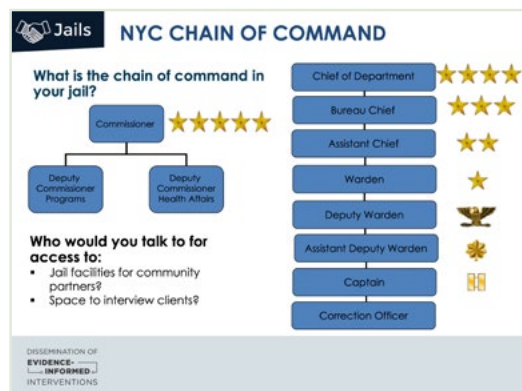 Jails
NYC CHAIN OF COMMAND
What is the chain of command in
your jail?
Commissioner
Deputy
Commissioner
Programs
Deputy
Commissioner
Health Affairs
Who would you talk to for
access to:
▪ Jail facilities for community
partners?
▪ Space to interview clients?
Chief of Department
Bureau Chief
Assistant Chief
Warden
Deputy Warden
Assistant Deputy Warden
Captain
Correction Officer
DISSEMINATION OF
EVIDENCE-
INFORMED
INTERVENTIONS